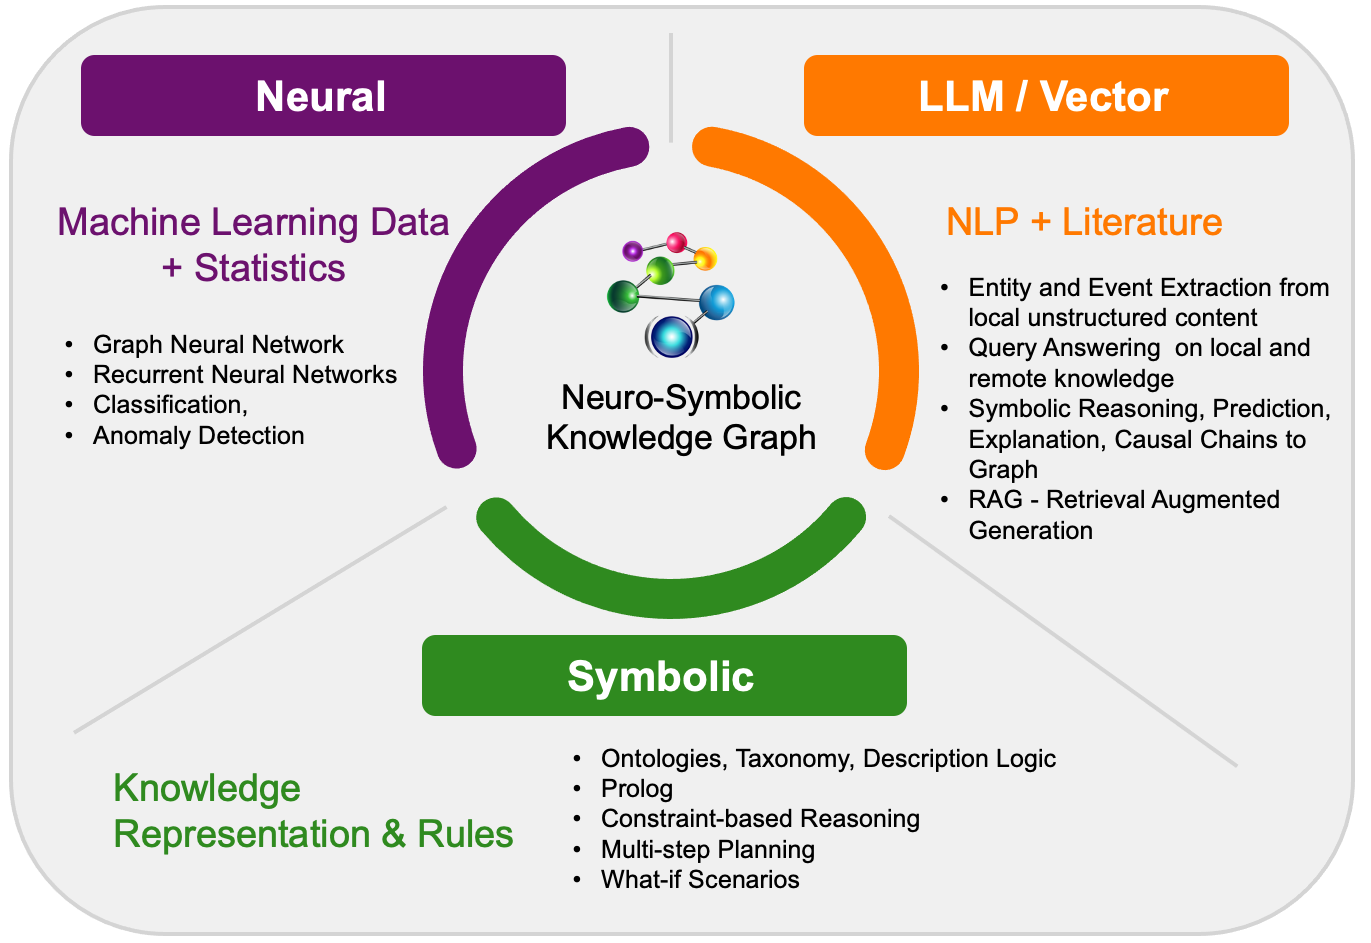 Neural
LLM / Vector
Machine Learning Data
+ Statistics
• Graph Neural Network
• Recurrent Neural Networks
• Classification,
• Anomaly Detection
NLP + Literature
• Entity and Event Extraction from
local unstructured content
• Query Answering  on local and
remote knowledge
• Symbolic Reasoning, Prediction,
Explanation, Causal Chains to
Graph
• RAG - Retrieval Augmented
Generation
Neuro-Symbolic
Knowledge Graph
Symbolic
Knowledge
Representation & Rules
• Ontologies, Taxonomy, Description Logic
• Prolog
• Constraint-based Reasoning
• Multi-step Planning
• What-if Scenarios